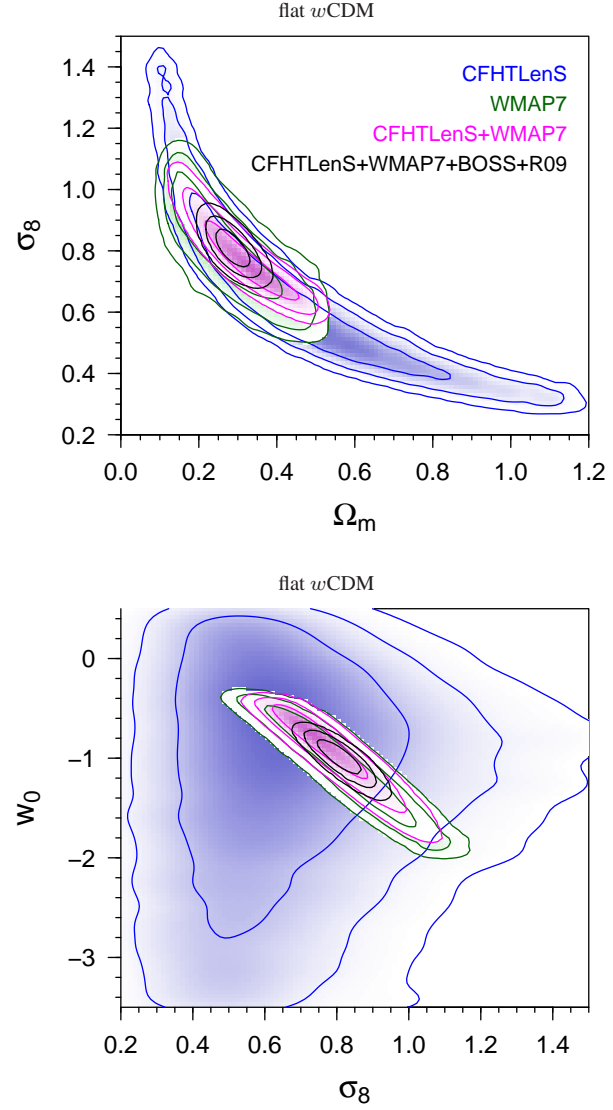 flat wCDM
CFHTLenS
WMAP7
CFHTLenS+WMAP7
CFHTLenS+WMAP7+BOSS+R09
σ8
1.4
1.2
1.0
0.8
0.6
0.4
0.2
0.0 0.2 0.4 0.6 0.8 1.0 1.2
Ωm
flat wCDM
w0
0
−1
−2
−3
0.2 0.4 0.6 0.8 1.0 1.2 1.4
σ8